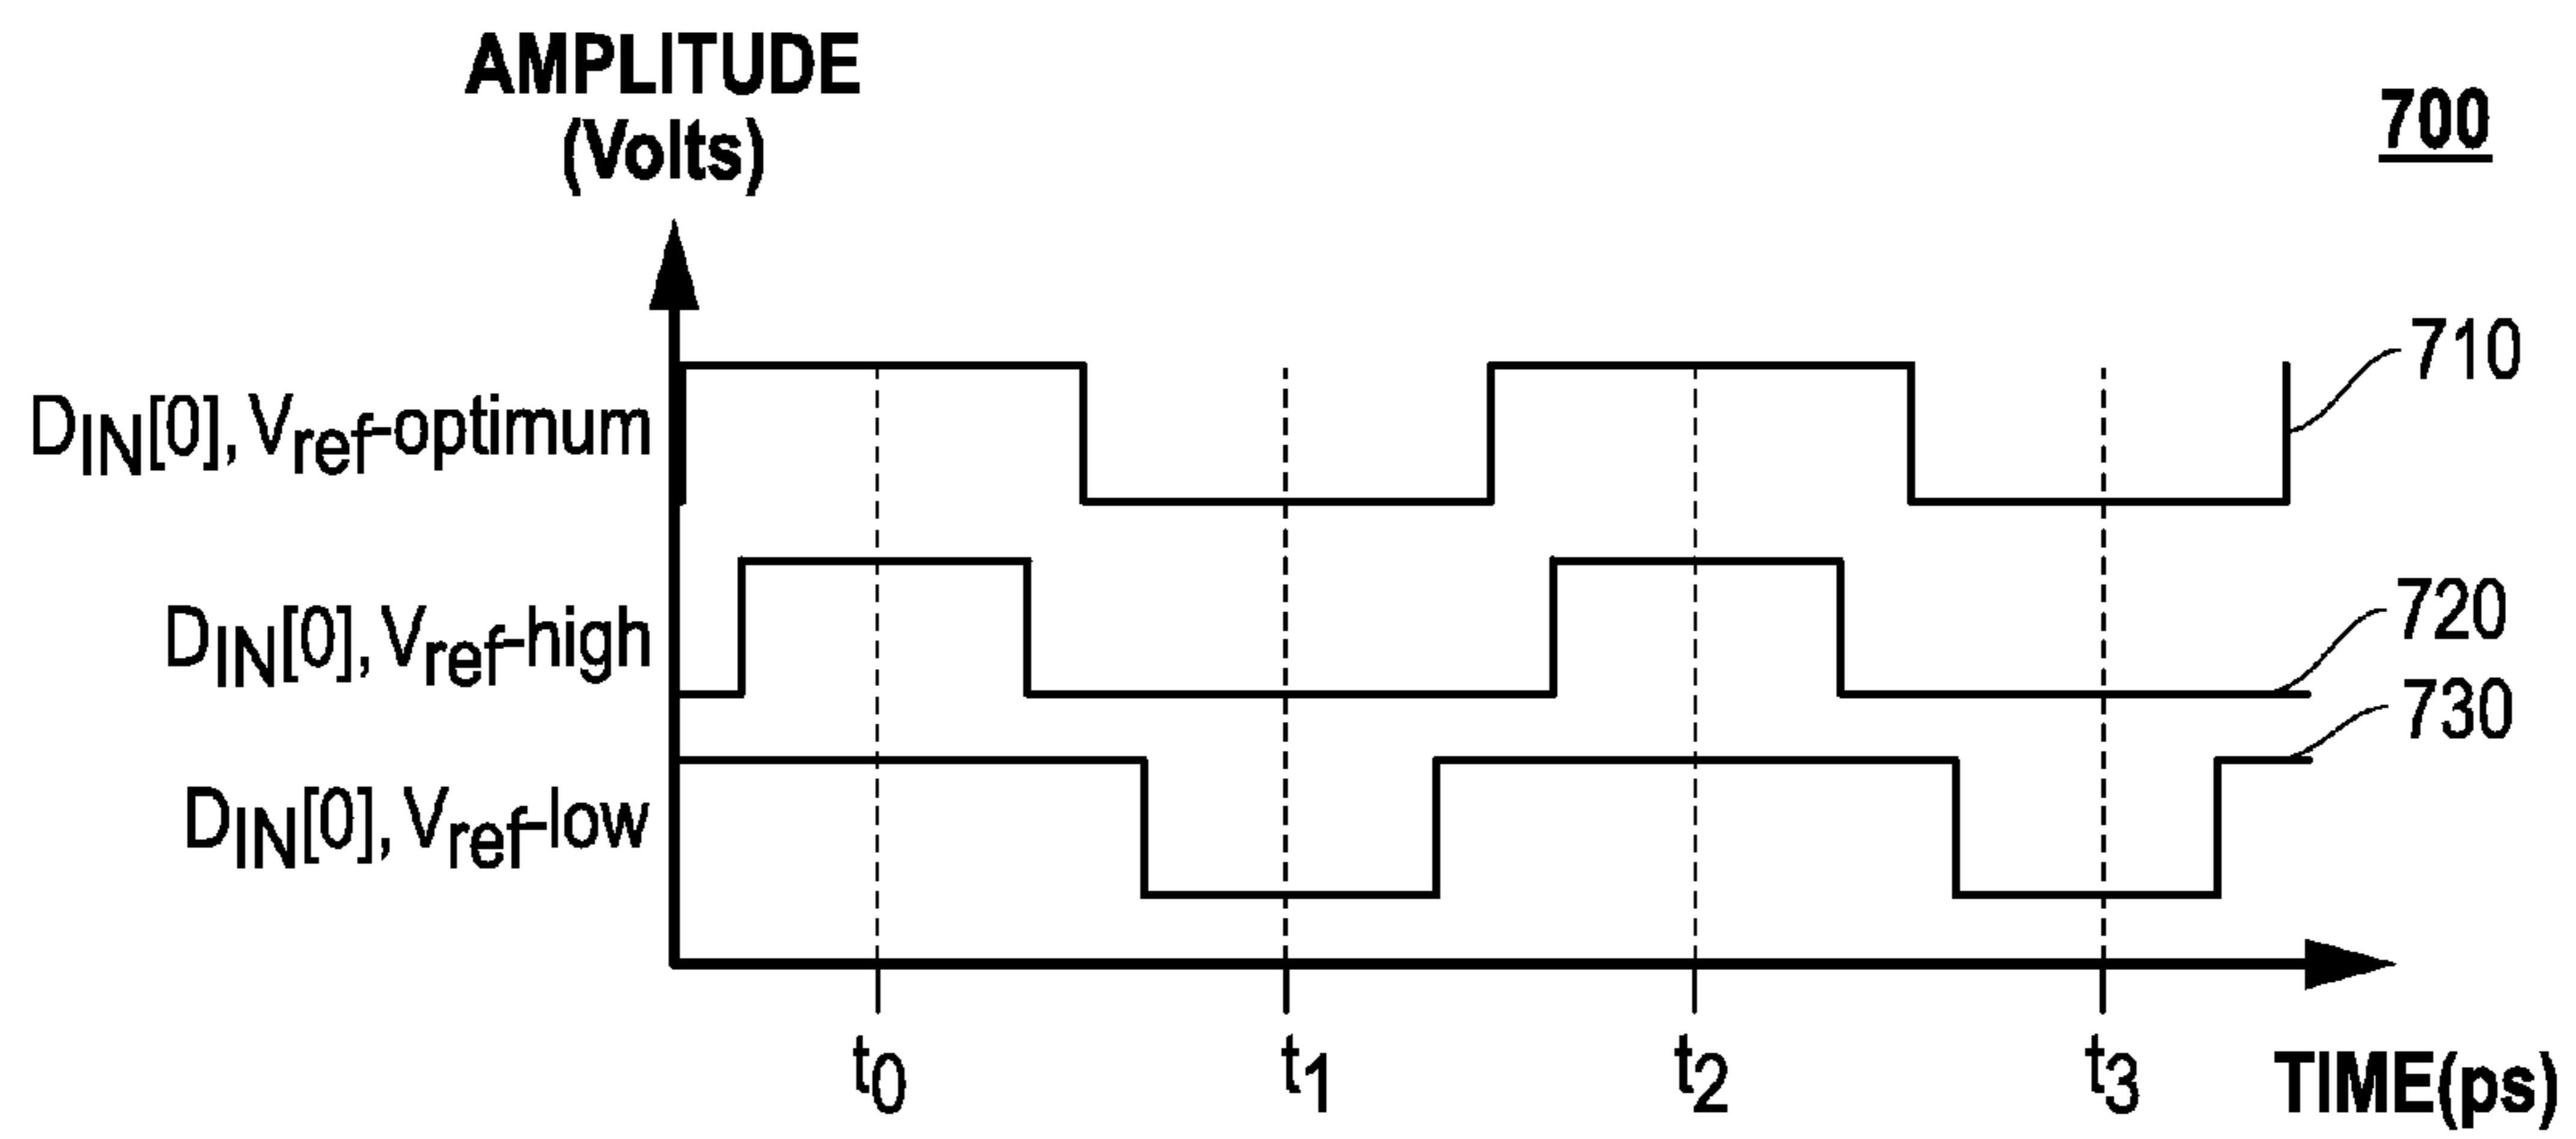 AMPLITUDE
(Volts)
700
710
DIN[0], Vref-optimum
720
DIN[0], Vref-high
730
DIN[0], Vref-low
t0 t1 t2 t3 TIME(ps)